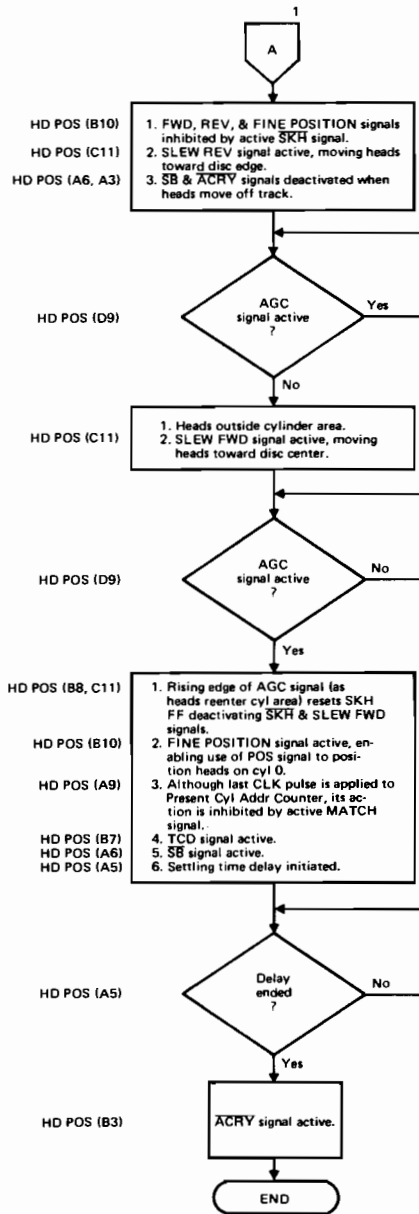 1
A
HD POS (B10)
1. FWD, REV, & FINE POSITION signals
inhibited by active SKH signal.
HD POS (C11)
2. SLEW REV signal active, moving heads
toward disc edge.
HD POS (A6, A3)
3. SB & ACRY signals deactivated when
heads move off track.
AGC
signal active
?
Yes
HD POS (D9)
No
HD POS (C11)
1. Heads outside cylinder area.
2. SLEW FWD signal active, moving
heads toward disc center.
AGC
signal active
?
No
HD POS (D9)
Yes
HD POS (B8, C11)
1. Rising edge of AGC signal (as
heads reenter cyl area) resets SKH
FF deactivating SKH & SLEW FWD
signals.
HD POS (B10)
2. FINE POSITION signal active, en-
abling use of POS signal to posi-
tion heads on cyl 0.
HD POS (A9)
3. Although last CLK pulse is applied to
Present Cyl Addr Counter, its ac-
tion is inhibited by active MATCH
signal.
HD POS (B7)
4. TCD signal active.
HD POS (A6)
5. SB signal active.
HD POS (A5)
6. Settling time delay initiated.
Delay
ended
?
No
HD POS (A5)
Yes
HD POS (B3)
ACRY signal active.
END